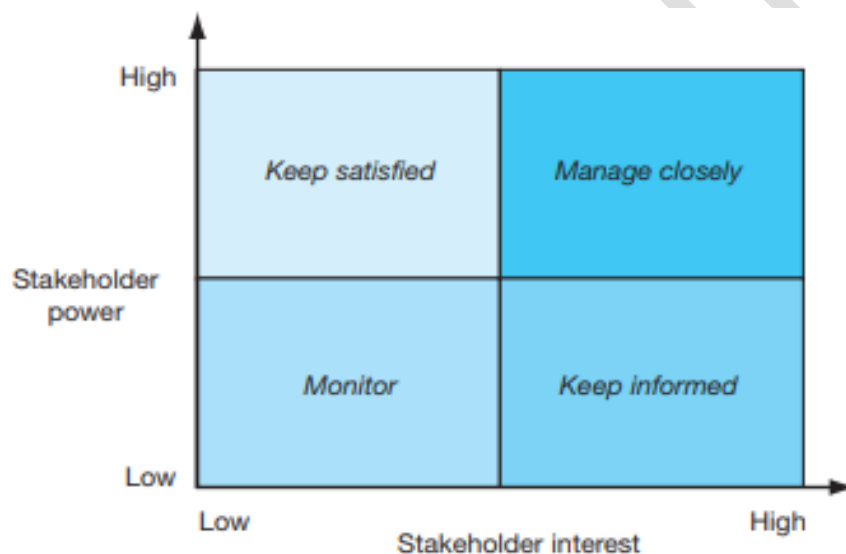 High
Keep satisfied
Manage closely
Stakeholder
power
Monitor
Keep informed
Low
Low
High
Stakeholder interest